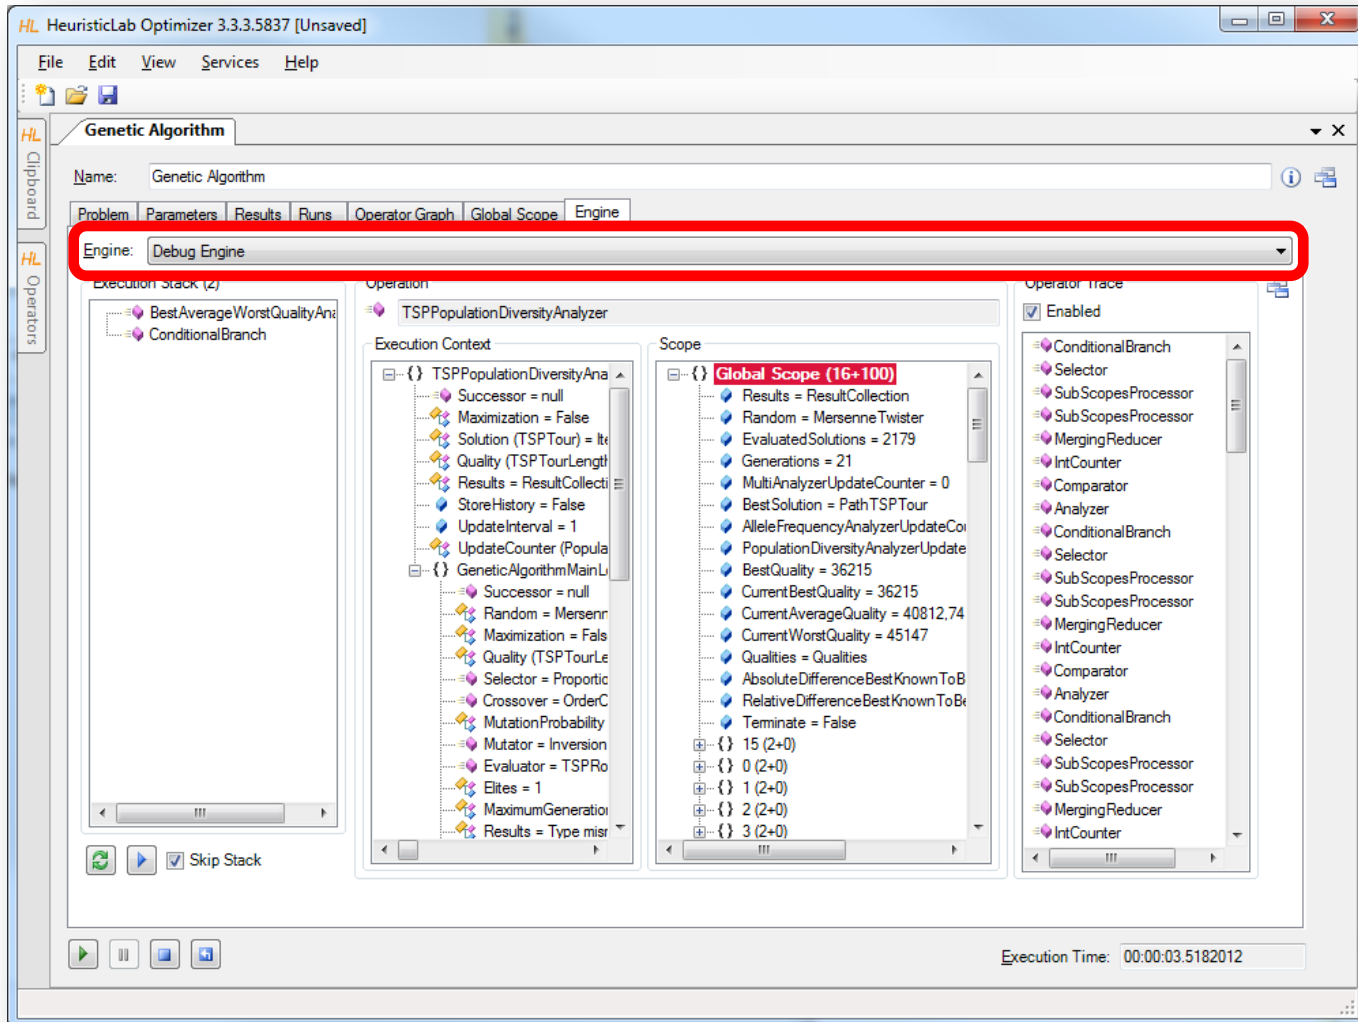 HL HeuristicLab Optimizer 3.3.3.5837 [Unsaved]
File Edit View Services Help
HL Clipboard
HL Operators
Genetic Algorithm
Name: Genetic Algorithm
Problem Parameters Results Runs Operator Graph Global Scope Engine
Engine: Debug Engine
Execution Stack (2)
BestAverageWorstQualityAna
ConditionalBranch
Skip Stack
Operation
TSPPopulationDiversityAnalyzer
Execution Context
{} TSPPopulationDiversityAna
Successor = null
Maximization = False
Solution (TSPTour) = Ite
Quality (TSPTourLength
Results = ResultCollecti
StoreHistory = False
UpdateInterval = 1
UpdateCounter (Popula
{} GeneticAlgorithmMainL
Successor = null
Random = Mersenn
Maximization = Fals
Quality (TSPTourLe
Selector = Proportic
Crossover = OrderC
MutationProbability
Mutator = Inversion
Evaluator = TSPRo
Elites = 1
MaximumGeneration
Results = Type misr
Scope
{} Global Scope (16+100)
Results = ResultCollection
Random = MersenneTwister
EvaluatedSolutions = 2179
Generations = 21
MultiAnalyzerUpdateCounter = 0
BestSolution = PathTSPTour
AlleleFrequencyAnalyzerUpdateCou
PopulationDiversityAnalyzerUpdate
BestQuality = 36215
CurrentBestQuality = 36215
CurrentAverageQuality = 40812,74
CurrentWorstQuality = 45147
Qualities = Qualities
AbsoluteDifferenceBestKnownToB
RelativeDifferenceBestKnownToBe
Terminate = False
{} 15 (2+0)
{} 0 (2+0)
{} 1 (2+0)
{} 2 (2+0)
{} 3 (2+0)
Operator Trace
Enabled
ConditionalBranch
Selector
SubScopesProcessor
SubScopesProcessor
MergingReducer
IntCounter
Comparator
Analyzer
ConditionalBranch
Selector
SubScopesProcessor
SubScopesProcessor
MergingReducer
IntCounter
Comparator
Analyzer
ConditionalBranch
Selector
SubScopesProcessor
SubScopesProcessor
MergingReducer
IntCounter
Execution Time: 00:00:03.5182012